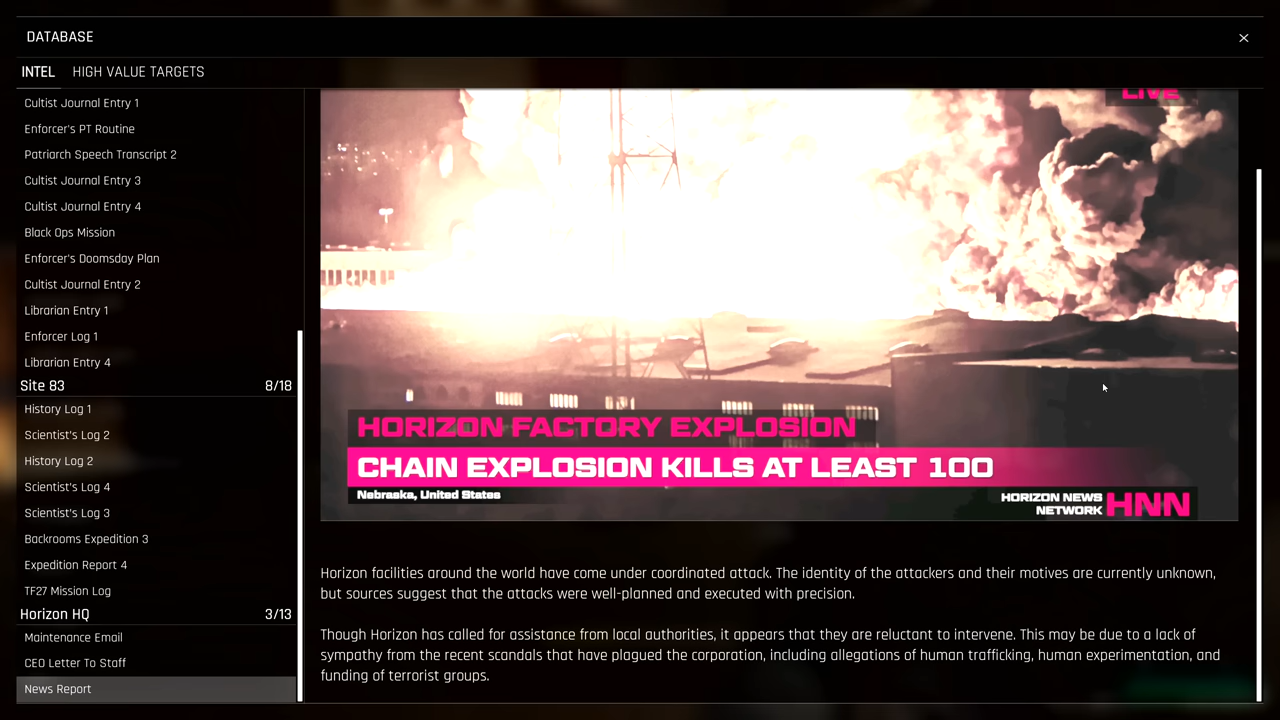 DATABASE
INTEL
HIGH VALUE TARGETS
Cultist Journal Entry 1
Enforcer's PT Routine
Patriarch Speech Transcript 2
Cultist Journal Entry 3
Cultist Journal Entry 4
Black Ops Mission
Enforcer's Doomsday Plan
Cultist Journal Entry 2
Librarian Entry 1
Enforcer Log 1
Librarian Entry 4
Site 83 8/18
History Log 1
Scientist's Log 2
History Log 2
Scientist's Log 4
Scientist's Log 3
Backrooms Expedition 3
Expedition Report 4
TF27 Mission Log
Horizon HQ 3/13
Maintenance Email
CEO Letter To Staff
News Report
LIVE
HORIZON FACTORY EXPLOSION
CHAIN EXPLOSION KILLS AT LEAST 100
Nebraska, United States
HORIZON NEWS
NETWORK
HNN
Horizon facilities around the world have come under coordinated attack. The identity of the attackers and their motives are currently unknown,
but sources suggest that the attacks were well-planned and executed with precision.
Though Horizon has called for assistance from local authorities, it appears that they are reluctant to intervene. This may be due to a lack of
sympathy from the recent scandals that have plagued the corporation, including allegations of human trafficking, human experimentation, and
funding of terrorist groups.